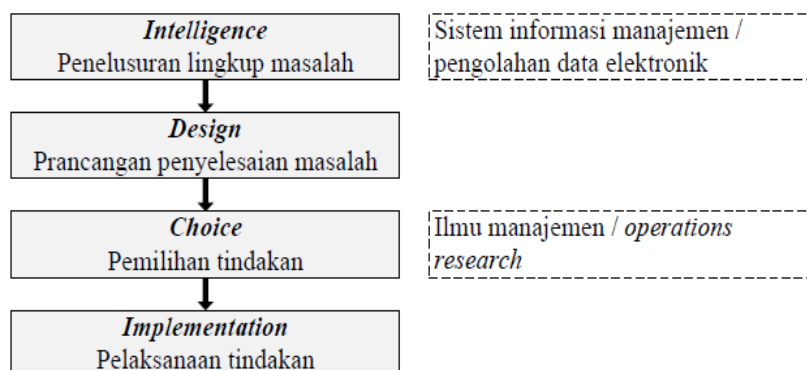 Intelligence
Penelusuran lingkup masalah
Sistem informasi manajemen /
pengolahan data elektronik
Design
Prancangan penyelesaian masalah
Choice
Pemilihan tindakan
Ilmu manajemen / operations
research
Implementation
Pelaksanaan tindakan